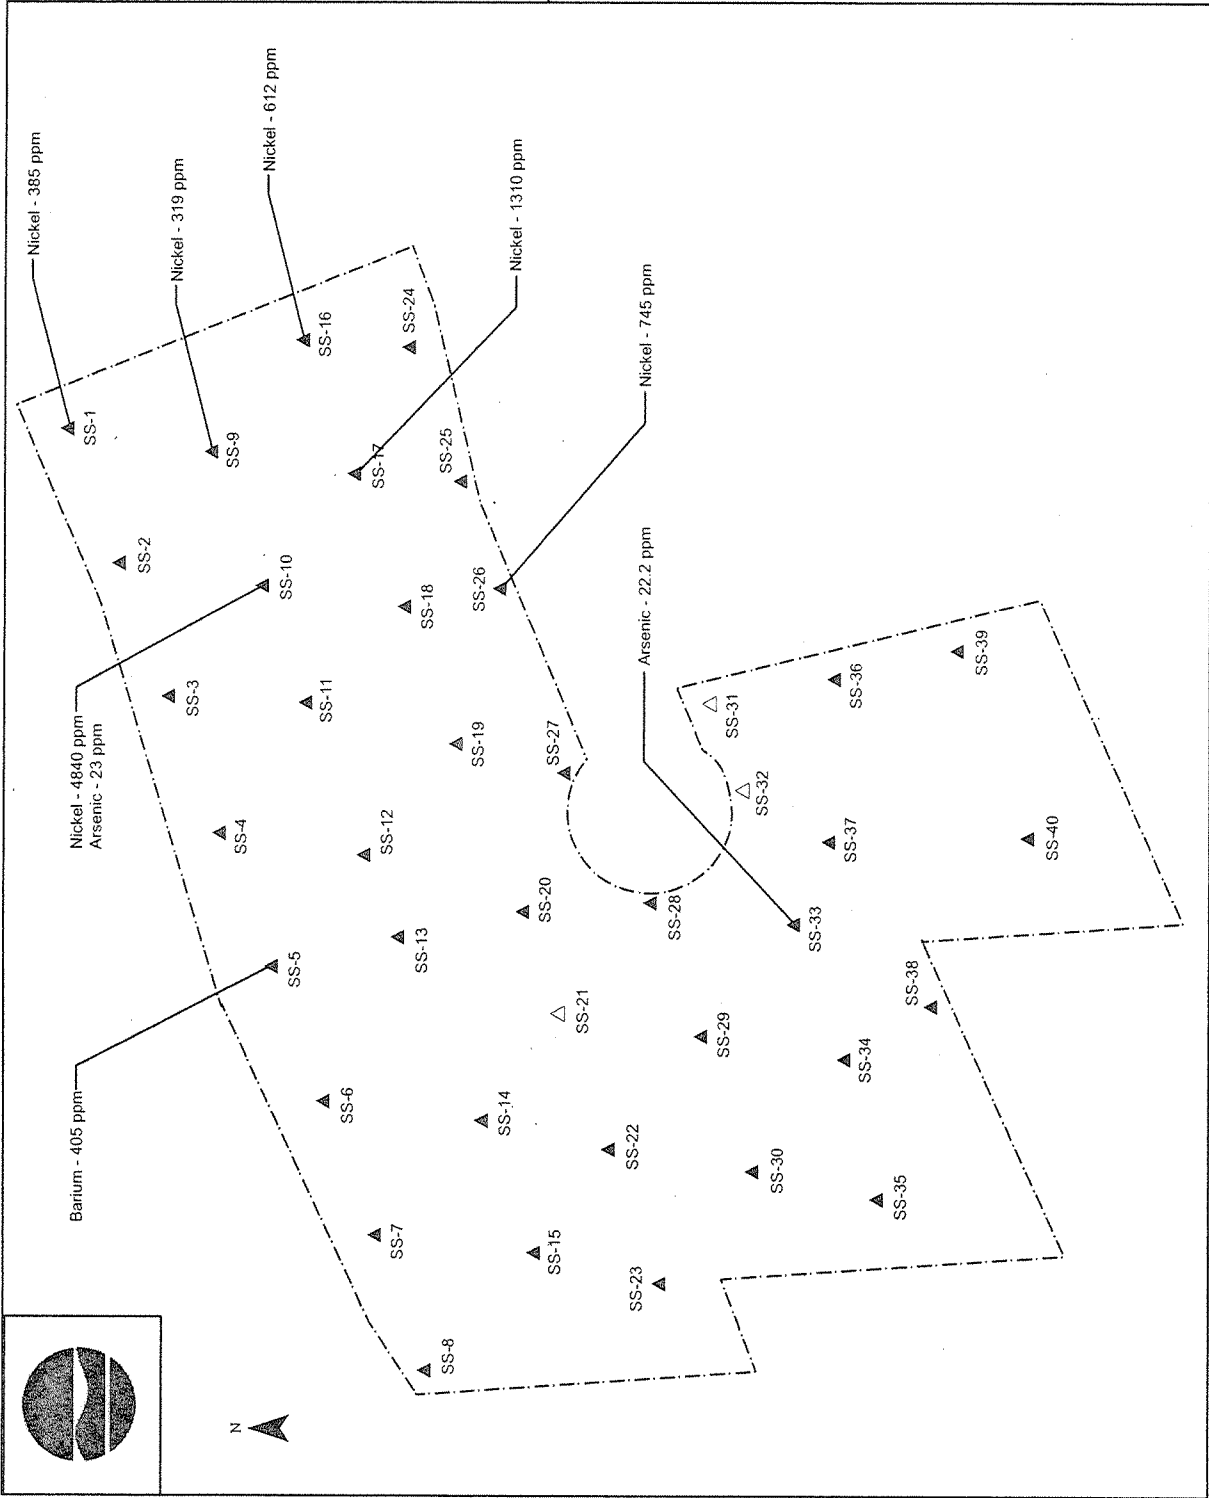 Barium - 405 ppm
Nickel - 4840 ppm
Arsenic - 23 ppm
Nickel - 385 ppm
Nickel - 319 ppm
Nickel - 612 ppm
Nickel - 1310 ppm
Nickel - 745 ppm
Arsenic - 22.2 ppm
N
SS-1
SS-2
SS-3
SS-4
SS-5
SS-6
SS-7
SS-8
SS-9
SS-10
SS-11
SS-12
SS-13
SS-14
SS-15
SS-16
SS-17
SS-18
SS-19
SS-20
SS-21
SS-22
SS-23
SS-24
SS-25
SS-26
SS-27
SS-28
SS-29
SS-30
SS-31
SS-32
SS-33
SS-34
SS-35
SS-36
SS-37
SS-38
SS-39
SS-40